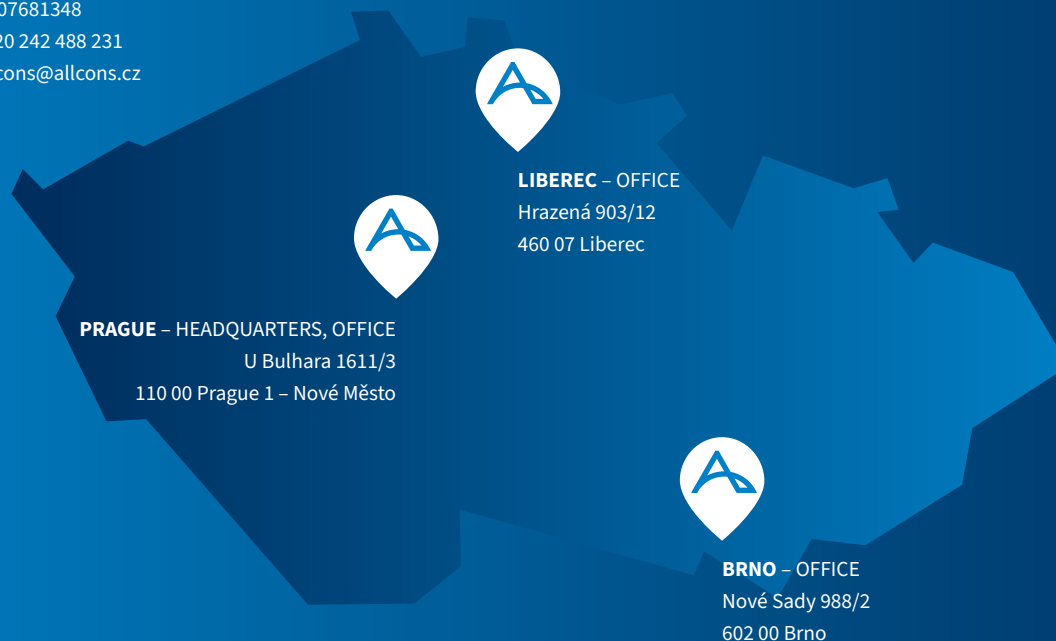 07681348
20 242 488 231
cons@allcons.cz
LIBEREC – OFFICE
Hrazená 903/12
460 07 Liberec
PRAGUE – HEADQUARTERS, OFFICE
U Bulhara 1611/3
110 00 Prague 1 – Nové Město
BRNO – OFFICE
Nové Sady 988/2
602 00 Brno